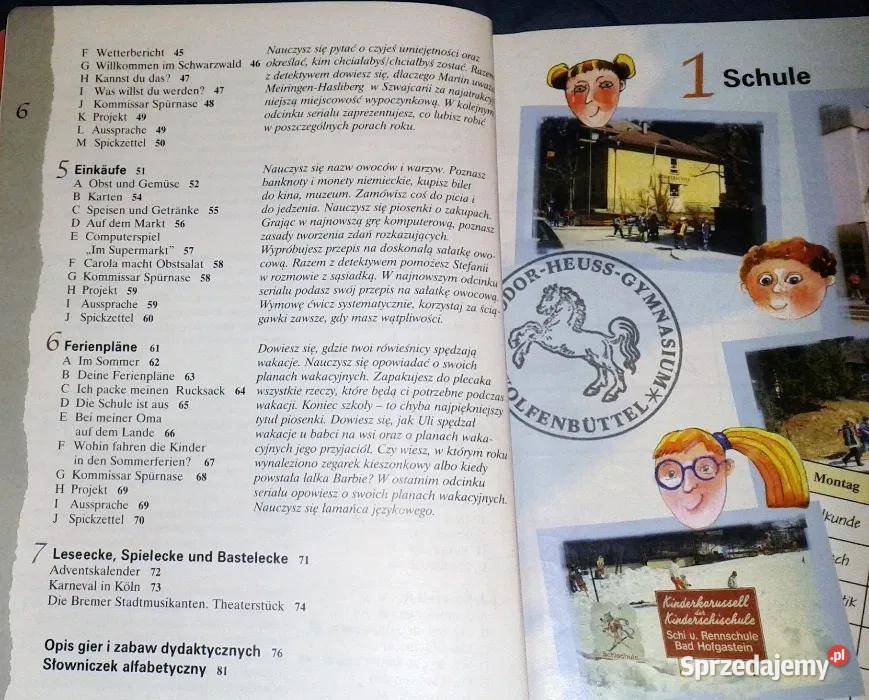 6
F Wetterbericht 45
G Willkommen im Schwarzwald 46
H Kannst du das? 47
I Was willst du werden? 47
J Kommissar Spürnase 48
K Projekt 49
L Aussprache 49
M Spickzettel 50
Nauczysz się pytać o czyjeś umiejętności oraz
określać, kim chciałabyś/chciałbyś zostać. Razem
z detektywem dowiesz się, dlaczego Martin uważa
Meiringen-Hasliberg w Szwajcarii za najatrakcyj-
niejszą miejscowość wypoczynkową. W kolejnym
odcinku serialu zaprezentujesz, co lubisz robić
w poszczególnych porach roku.
5 Einkäufe 51
A Obst und Gemüse 52
B Karten 54
C Speisen und Getränke 55
D Auf dem Markt 56
E Computerspiel
„Im Supermarkt” 57
F Carola macht Obstsalat 58
G Kommissar Spürnase 58
H Projekt 59
I Aussprache 59
J Spickzettel 60
Nauczysz się nazw owoców i warzyw. Poznasz
banknoty i monety niemieckie, kupisz bilet
do kina, muzeum. Zamówisz coś do picia i
do jedzenia. Nauczysz się piosenki o zakupach.
Grając w najnowszą grę komputerową, poznasz
zasady tworzenia zdań rozkazujących.
Wypróbujesz przepis na doskonałą sałatkę owo-
cową. Razem z detektywem pomożesz Stefanii
w rozmowie z sąsiadką. W najnowszym odcinku
serialu podasz swój przepis na sałatkę owocową.
Wymowę ćwicz systematycznie, korzystaj za ścią-
gawki zawsze, gdy masz wątpliwości.
6 Ferienpläne 61
A Im Sommer 62
B Deine Ferienpläne 63
C Ich packe meinen Rucksack 64
D Die Schule ist aus 65
E Bei meiner Oma
auf dem Lande 66
F Wohin fahren die Kinder
in den Sommerferien? 67
G Kommissar Spürnase 68
H Projekt 69
I Aussprache 69
J Spickzettel 70
Dowiesz się, gdzie twoi rówieśnicy spędzają
wakacje. Nauczysz się opowiadać o swoich
planach wakacyjnych. Zapakujesz do plecaka
wszystkie rzeczy, które będą ci potrzebne podczas
wakacji. Koniec szkoły – to chyba najpiękniejszy
tytuł piosenki. Dowiesz się, jak Uli spędzał
wakacje u babci na wsi oraz o planach waka-
cyjnych jego przyjaciół. Czy wiesz, w którym roku
wynaleziono zegarek kieszonkowy albo kiedy
powstała lalka Barbie? W ostatnim odcinku
serialu opowiesz o swoich planach wakacyjnych.
Nauczysz się łamańca językowego.
7 Leseecke, Spielecke und Bastelecke 71
Adventskalender 72
Karneval in Köln 73
Die Bremer Stadtmusikanten. Theaterstück 74
Opis gier i zabaw dydaktycznych 76
Słowniczek alfabetyczny 81
1 Schule
ODOR-HEUSS-GYMNASIUM
OLFENBÜTTEL
Montag
Kinderkarussell
der
Kinderschischule
Schi u. Rennschule
Bad Hofgastein
Schischule
Sprzedajemy.pl